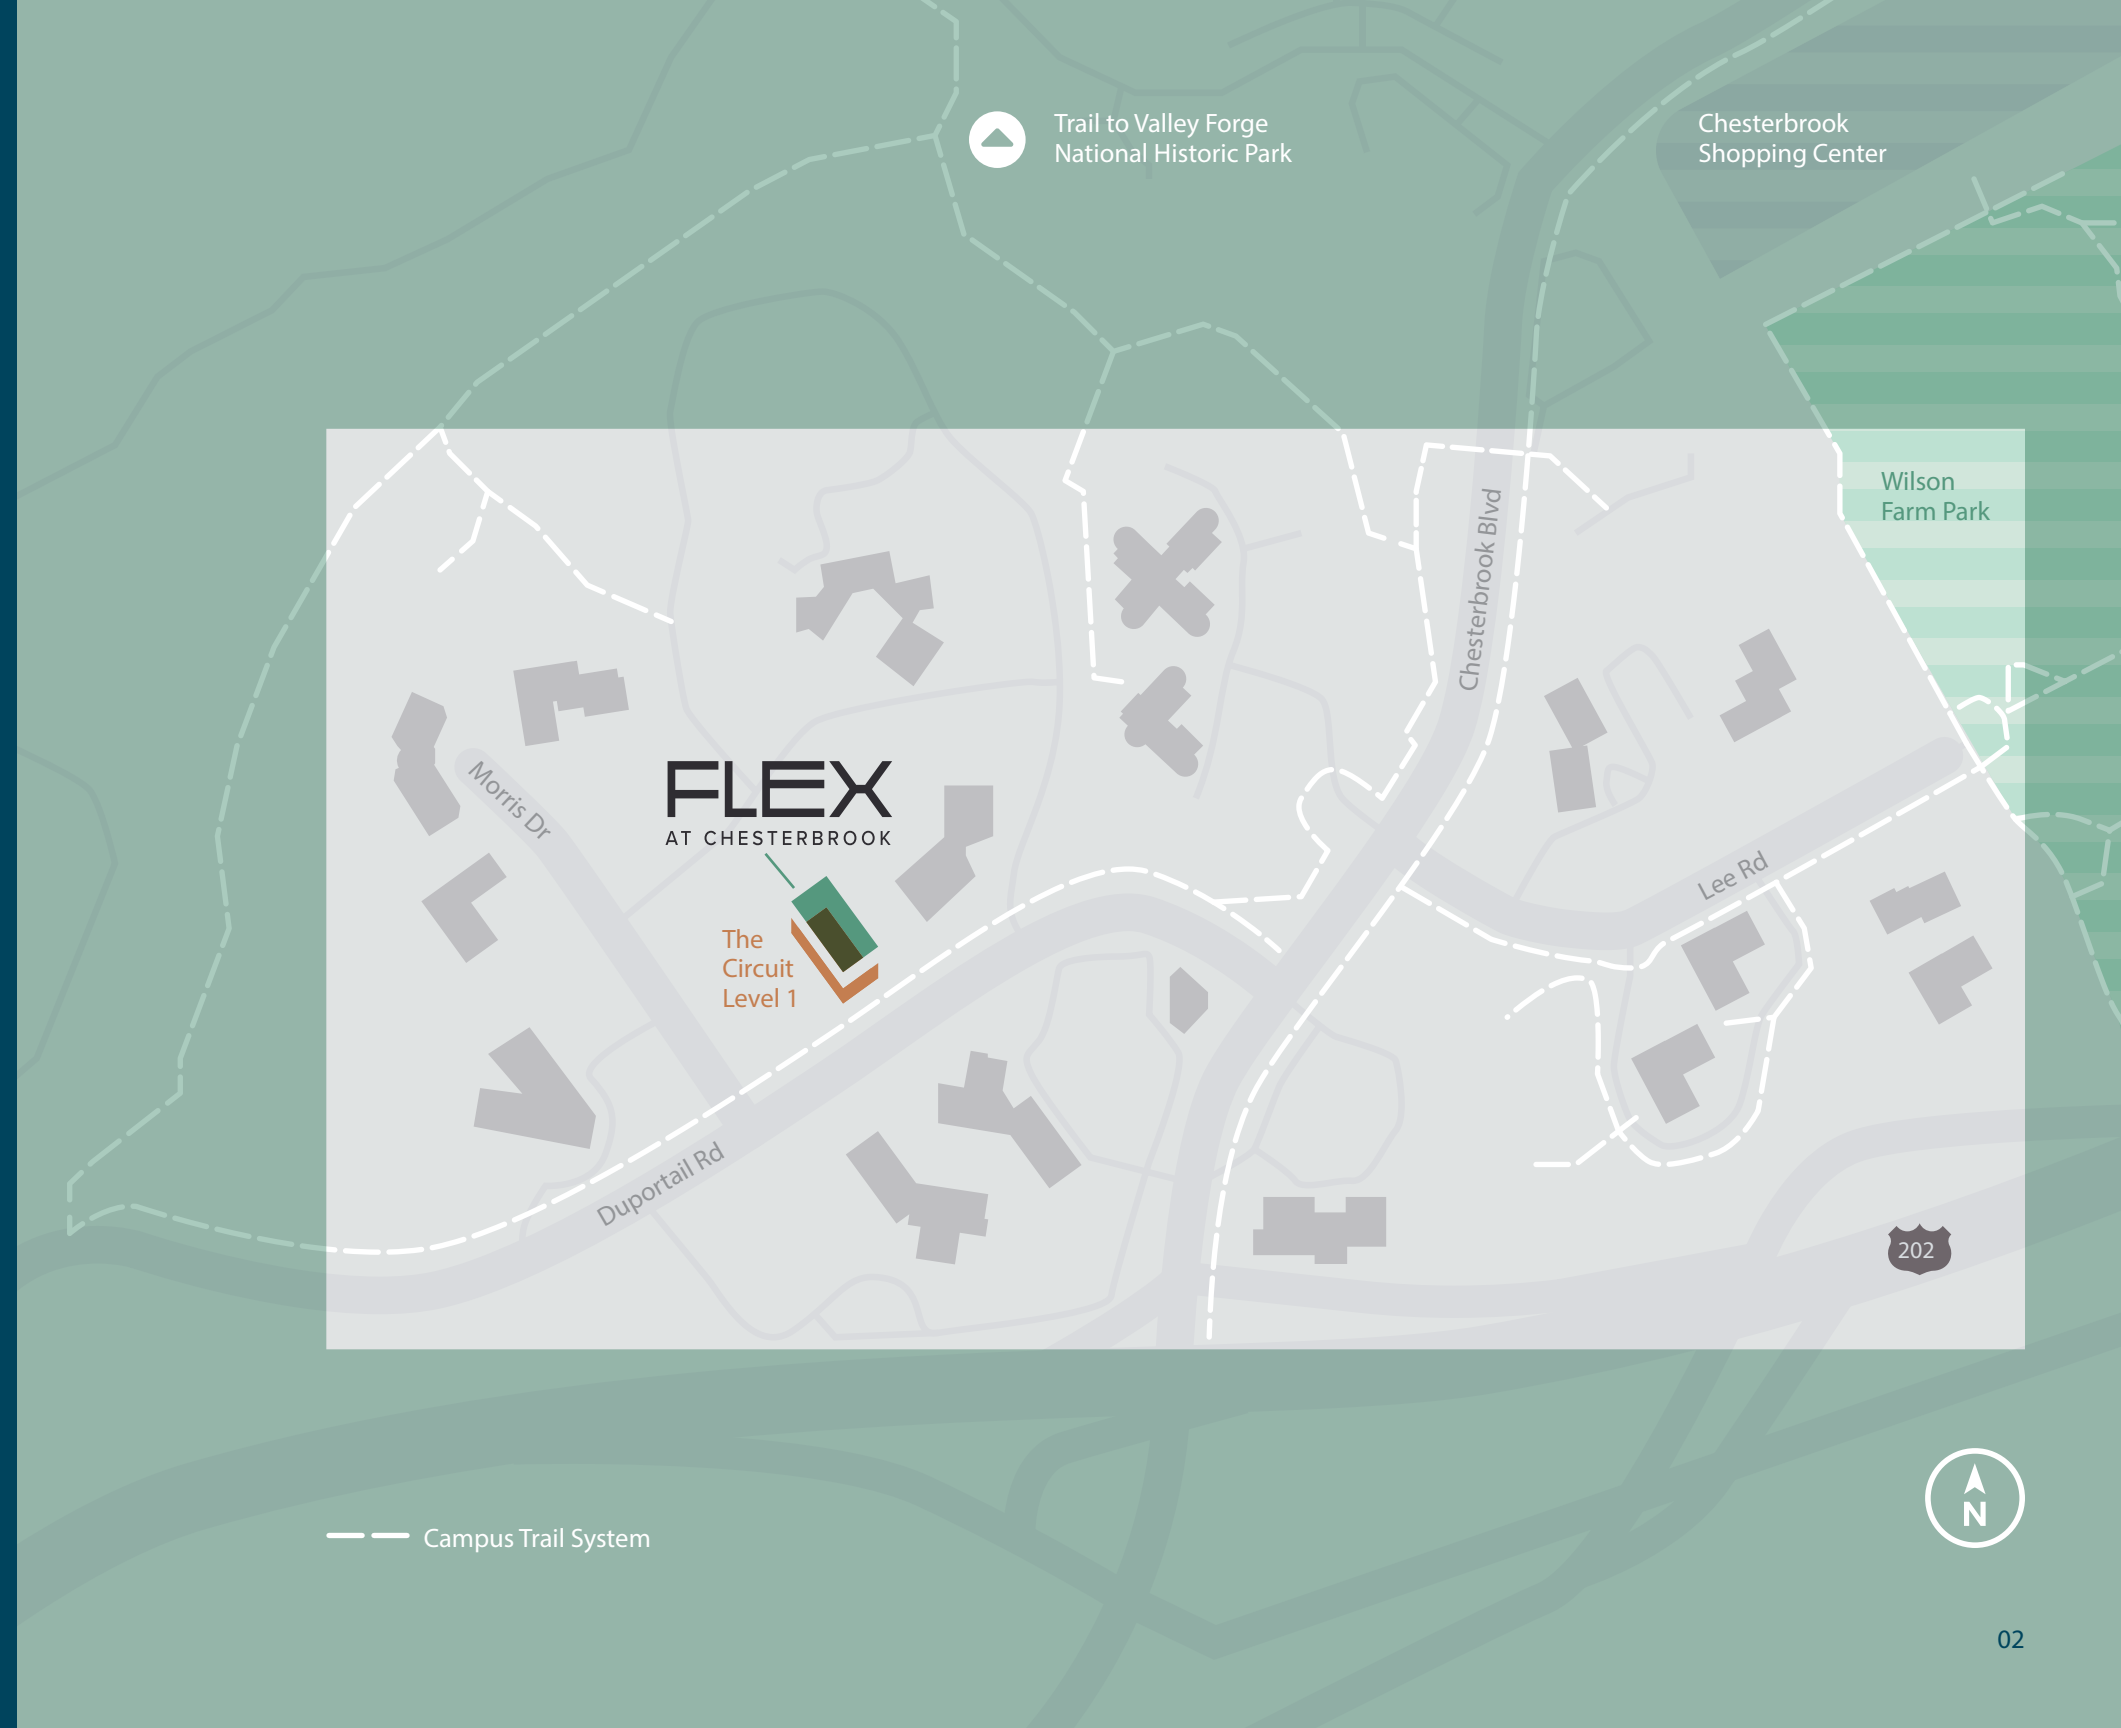 Trail to Valley Forge
National Historic Park
Chesterbrook
Shopping Center
Wilson
Farm Park
Chesterbrook Blvd
Morris Dr
FLEX
AT CHESTERBROOK
Lee Rd
The
Circuit
Level 1
Duportail Rd
202
N
Campus Trail System
02